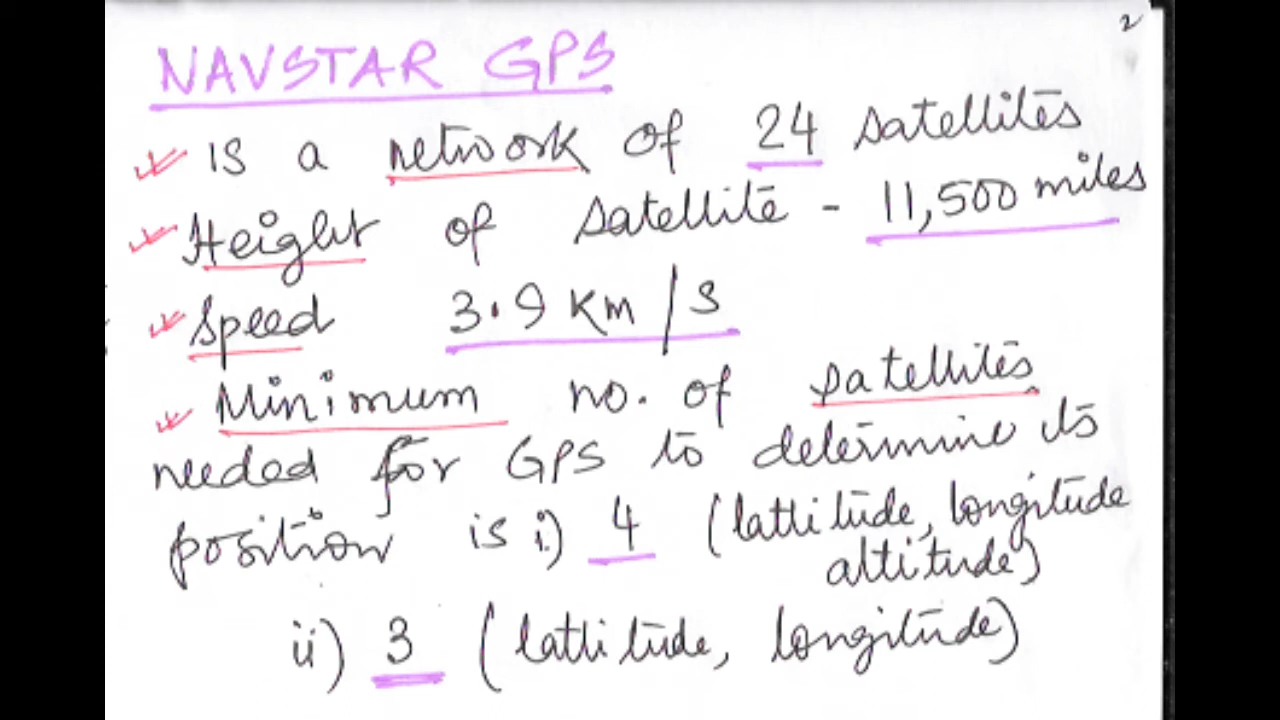 2
NAVSTAR GPS
is a network of 24 satellites
Height of satellite - 11,500 miles
Speed 3.9 Km/s
Minimum no. of satellites
needed for GPS to determine its
position is i) 4 (lattitude, longitude
altitude)
ii) 3 (lattitude, longitude)